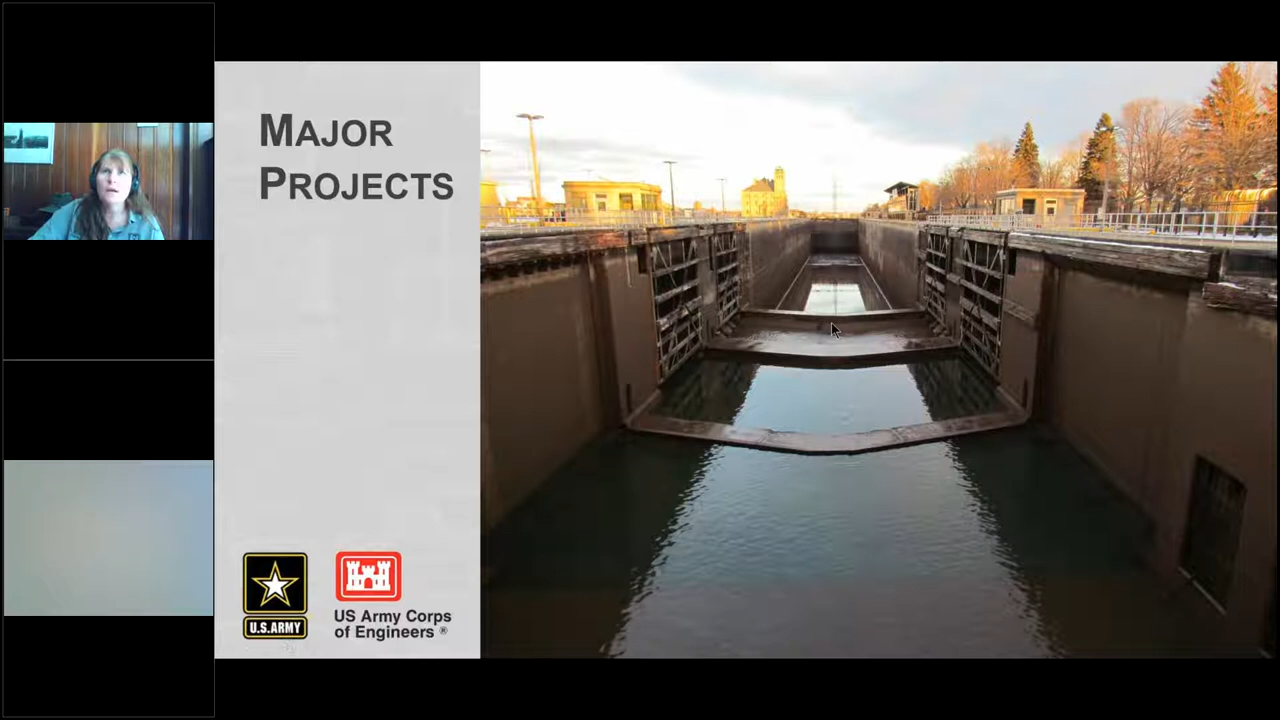 MAJOR
PROJECTS
U.S.ARMY
US Army Corps
of Engineers ®